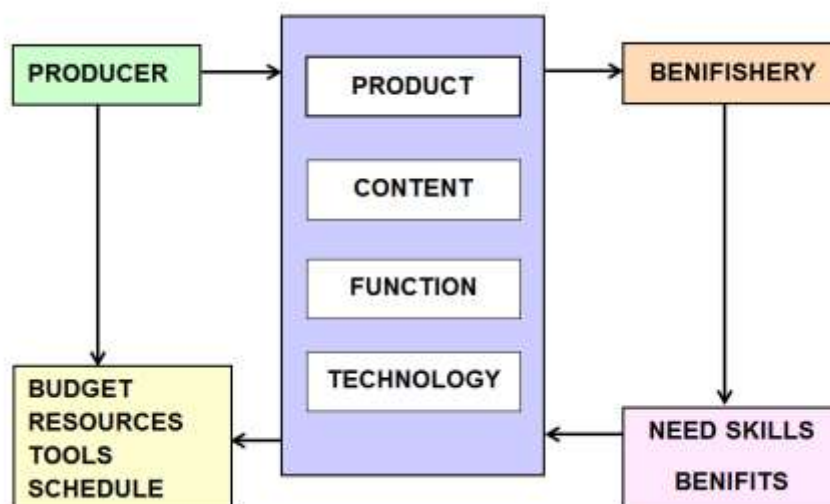 PRODUCER
PRODUCT
CONTENT
FUNCTION
TECHNOLOGY
BENIFISHERY
BUDGET
RESOURCES
TOOLS
SCHEDULE
NEED SKILLS
BENIFITS